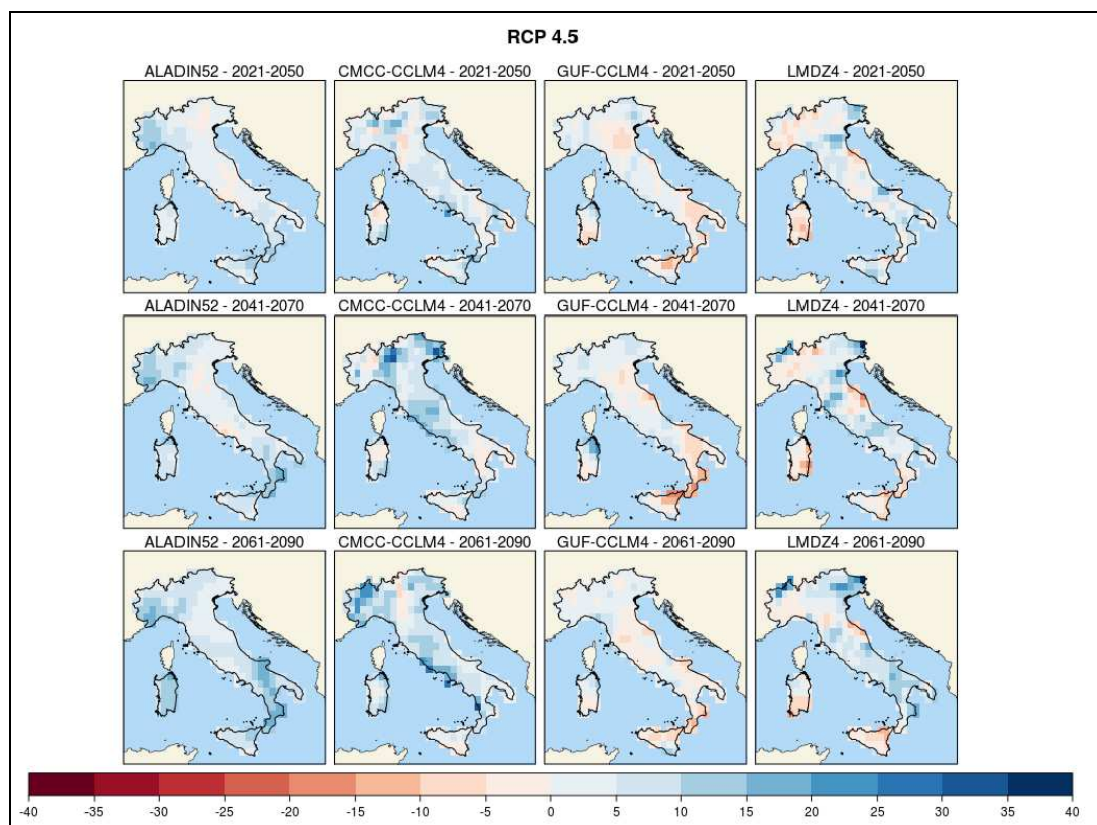 RCP 4.5
ALADIN52 - 2021-2050 CMCC-CCLM4 - 2021-2050 GUF-CCLM4 - 2021-2050 LMDZ4 - 2021-2050
ALADIN52 - 2041-2070 CMCC-CCLM4 - 2041-2070 GUF-CCLM4 - 2041-2070 LMDZ4 - 2041-2070
ALADIN52 - 2061-2090 CMCC-CCLM4 - 2061-2090 GUF-CCLM4 - 2061-2090 LMDZ4 - 2061-2090
-40 -35 -30 -25 -20 -15 -10 -5 0 5 10 15 20 25 30 35 40